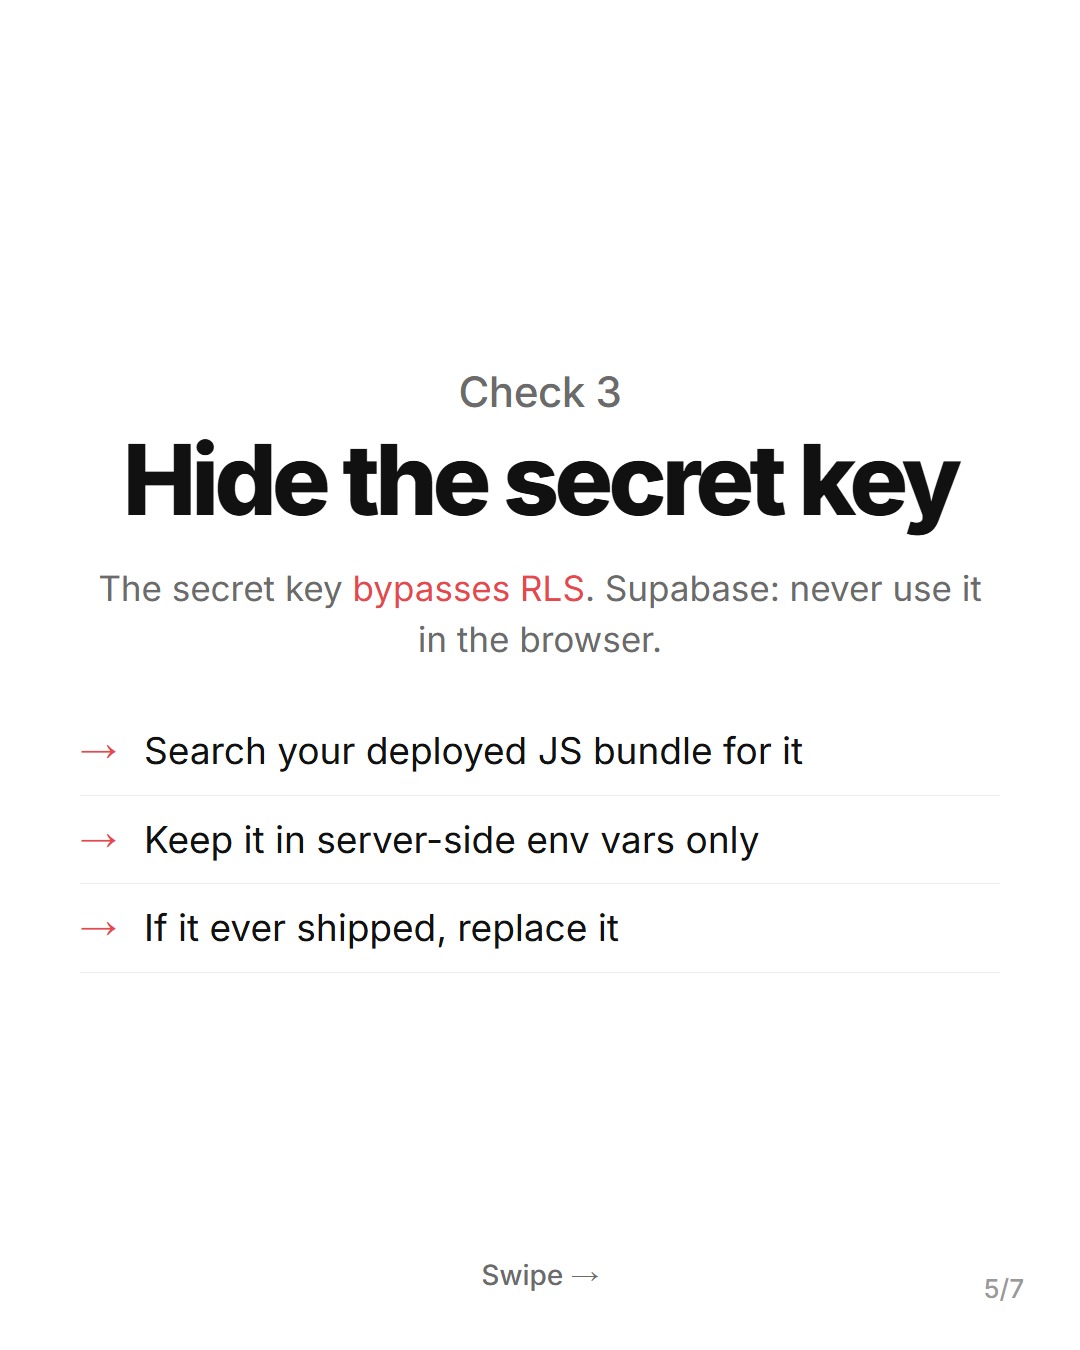 Check 3
Hide the secret key
The secret key bypasses RLS. Supabase: never use it
in the browser.
→ Search your deployed JS bundle for it
→ Keep it in server-side env vars only
→ If it ever shipped, replace it
Swipe →
5/7